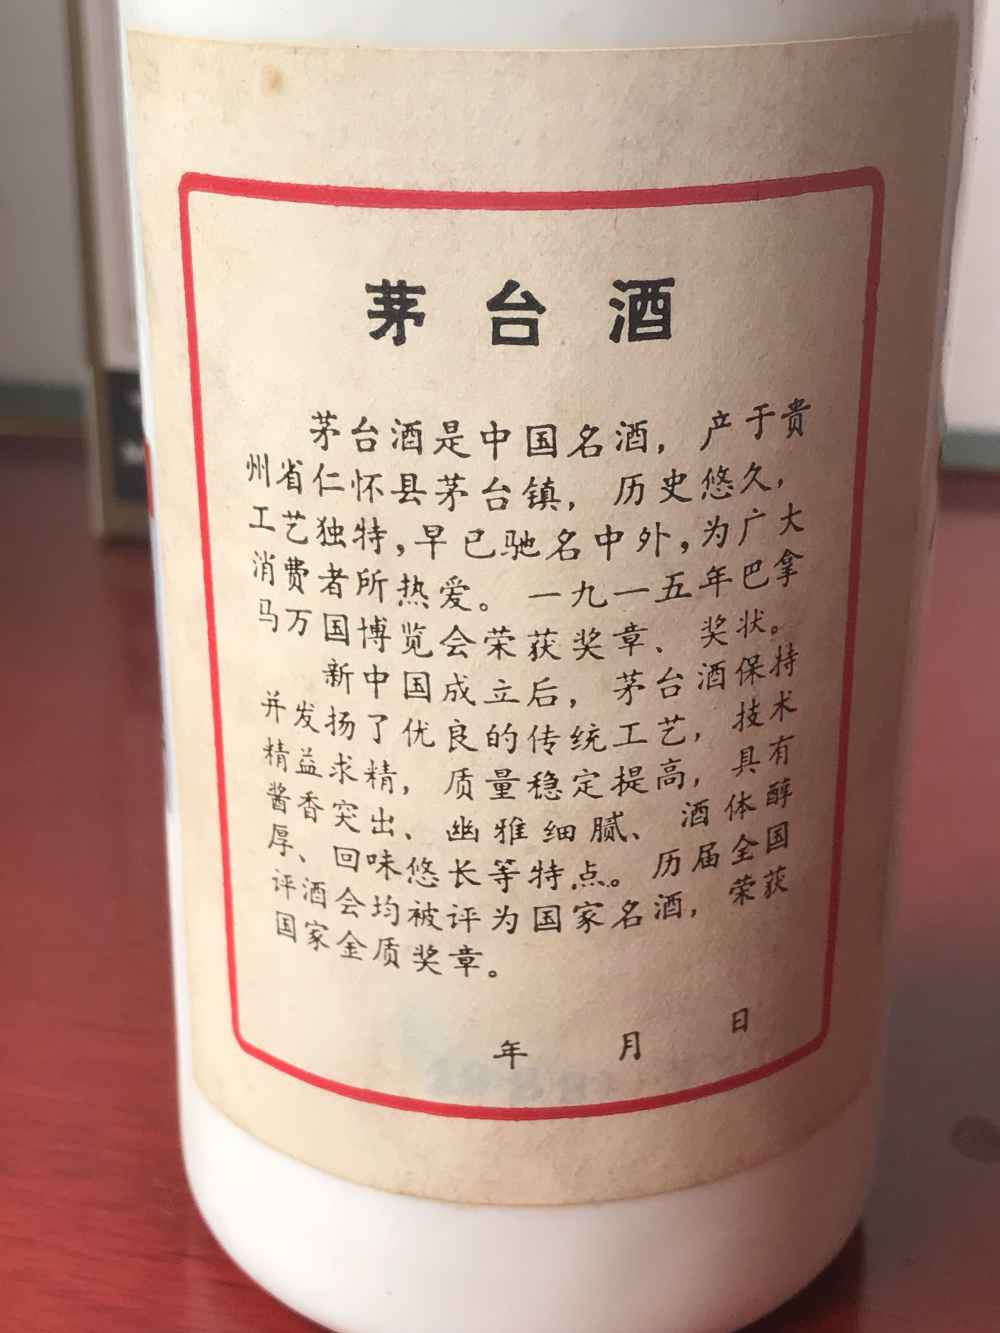 茅台酒
茅台酒是中国名酒，产于贵
州省仁怀县茅台镇，历史悠久，
工艺独特，早已驰名中外，为广大
消费者所热爱。一九一五年巴拿
马万国博览会荣获奖章、奖状。
新中国成立后，茅台酒保持
并发扬了优良的传统工艺，技术
精益求精，质量稳定提高，具有
酱香突出、幽雅细腻、酒体醇
厚、回味悠长等特点。历届全国
评酒会均被评为国家名酒，荣获
国家金质奖章。
年 月 日